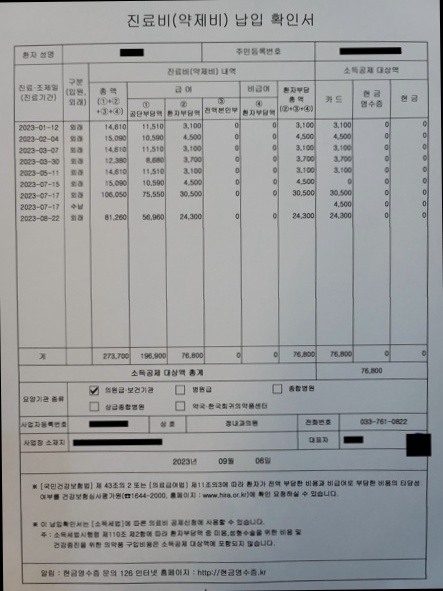 진료비(약제비) 납입 확인서
환자 성명 주민등록번호
진료·조제일 (진료기간) 구분 (입원, 외래) 진료비(약제비) 내역 소득공제 대상액
총 액 (①+② +③+④) 급 여 비급여 환자부담 총 액 (②+③+④) 카 드 현 금 영수증 현 금
① 공단부담액 ② 환자부담액 ③ 전액본인부 ④ 환자부담액
2023-01-12 외래 14,610 11,510 3,100 0 0 3,100 3,100 0 0
2023-02-04 외래 15,090 10,590 4,500 0 0 4,500 4,500 0 0
2023-03-07 외래 14,610 11,510 3,100 0 0 3,100 3,100 0 0
2023-03-30 외래 12,380 8,680 3,700 0 0 3,700 3,700 0 0
2023-05-11 외래 14,610 11,510 3,100 0 0 3,100 3,100 0 0
2023-07-15 외래 15,090 10,590 4,500 0 0 4,500 0 0 0
2023-07-17 외래 106,050 75,550 30,500 0 0 30,500 30,500 0 0
2023-07-17 수납 4,500 0 0
2023-08-22 외래 81,260 56,960 24,300 0 0 24,300 24,300 0 0
계 273,700 196,900 76,800 0 0 76,800 76,800 0 0
소득공제 대상액 총계 76,800
요양기관 종류 의원급·보건기관 병원급 종합병원
상급종합병원 약국·한국희귀의약품센터
사업자등록번호 상 호 정내과의원 전화번호 033-761-0822
사업장 소재지 대표자
2023년 09월 06일
※ [국민건강보험법] 제 43조의 2 또는 [의료급여법] 제11조의3에 따라 환자가 전액 부담한 비용과 비급여로 부담한 비용의 타당성
여부를 건강보험심사평가원(☎1644-2000, 홈페이지 : www.hira.or.kr)에 확인 요청하실 수 있습니다.
※ 이 납입확인서는 [소득세법]에 따른 의료비 공제신청에 사용할 수 있습니다.
주 : 소득세법시행령 제110조 제2항에 따라 환자부담액 중 미용,성형수술을 위한 비용 및
건강증진을 위한 의약품 구입비용은 소득공제 대상액에 포함되지 않습니다.
알림 : 현금영수증 문의 126 인터넷 홈페이지 : http://현금영수증.kr